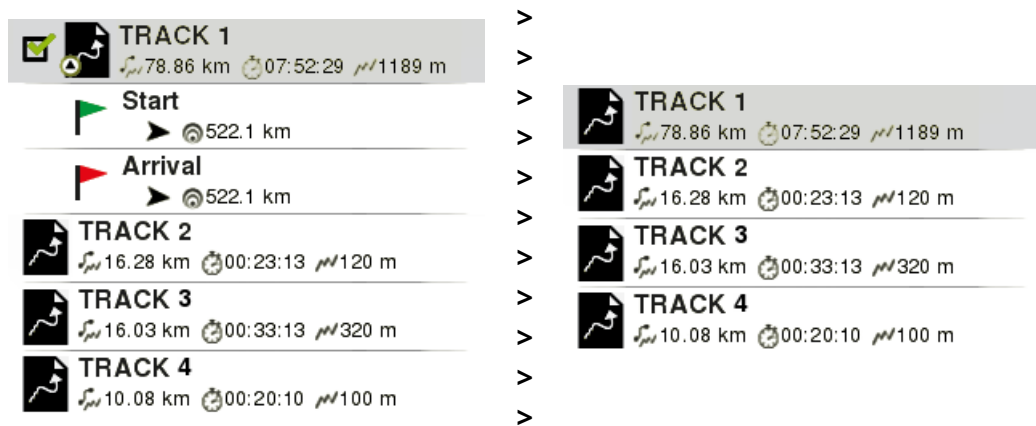 TRACK 1
78.86 km 07:52:29 1189 m
Start
522.1 km
Arrival
522.1 km
TRACK 2
16.28 km 00:23:13 120 m
TRACK 3
16.03 km 00:33:13 320 m
TRACK 4
10.08 km 00:20:10 100 m
>
>
>
>
>
>
>
>
>
>
>
TRACK 1
78.86 km 07:52:29 1189 m
TRACK 2
16.28 km 00:23:13 120 m
TRACK 3
16.03 km 00:33:13 320 m
TRACK 4
10.08 km 00:20:10 100 m